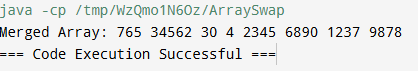 java -cp /tmp/WzQmo1N6Oz/ArraySwap
Merged Array: 765 34562 30 4 2345 6890 1237 9878
=== Code Execution Successful ===